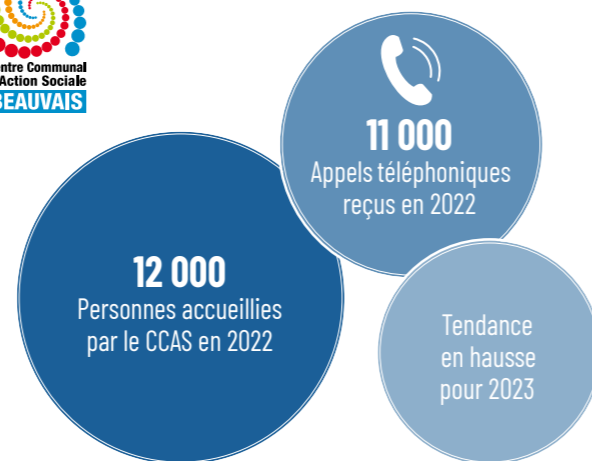 entre Communal
Action Sociale
BEAUVAIS
11 000
Appels téléphoniques
reçus en 2022
12 000
Personnes accueillies
par le CCAS en 2022
Tendance
en hausse
pour 2023